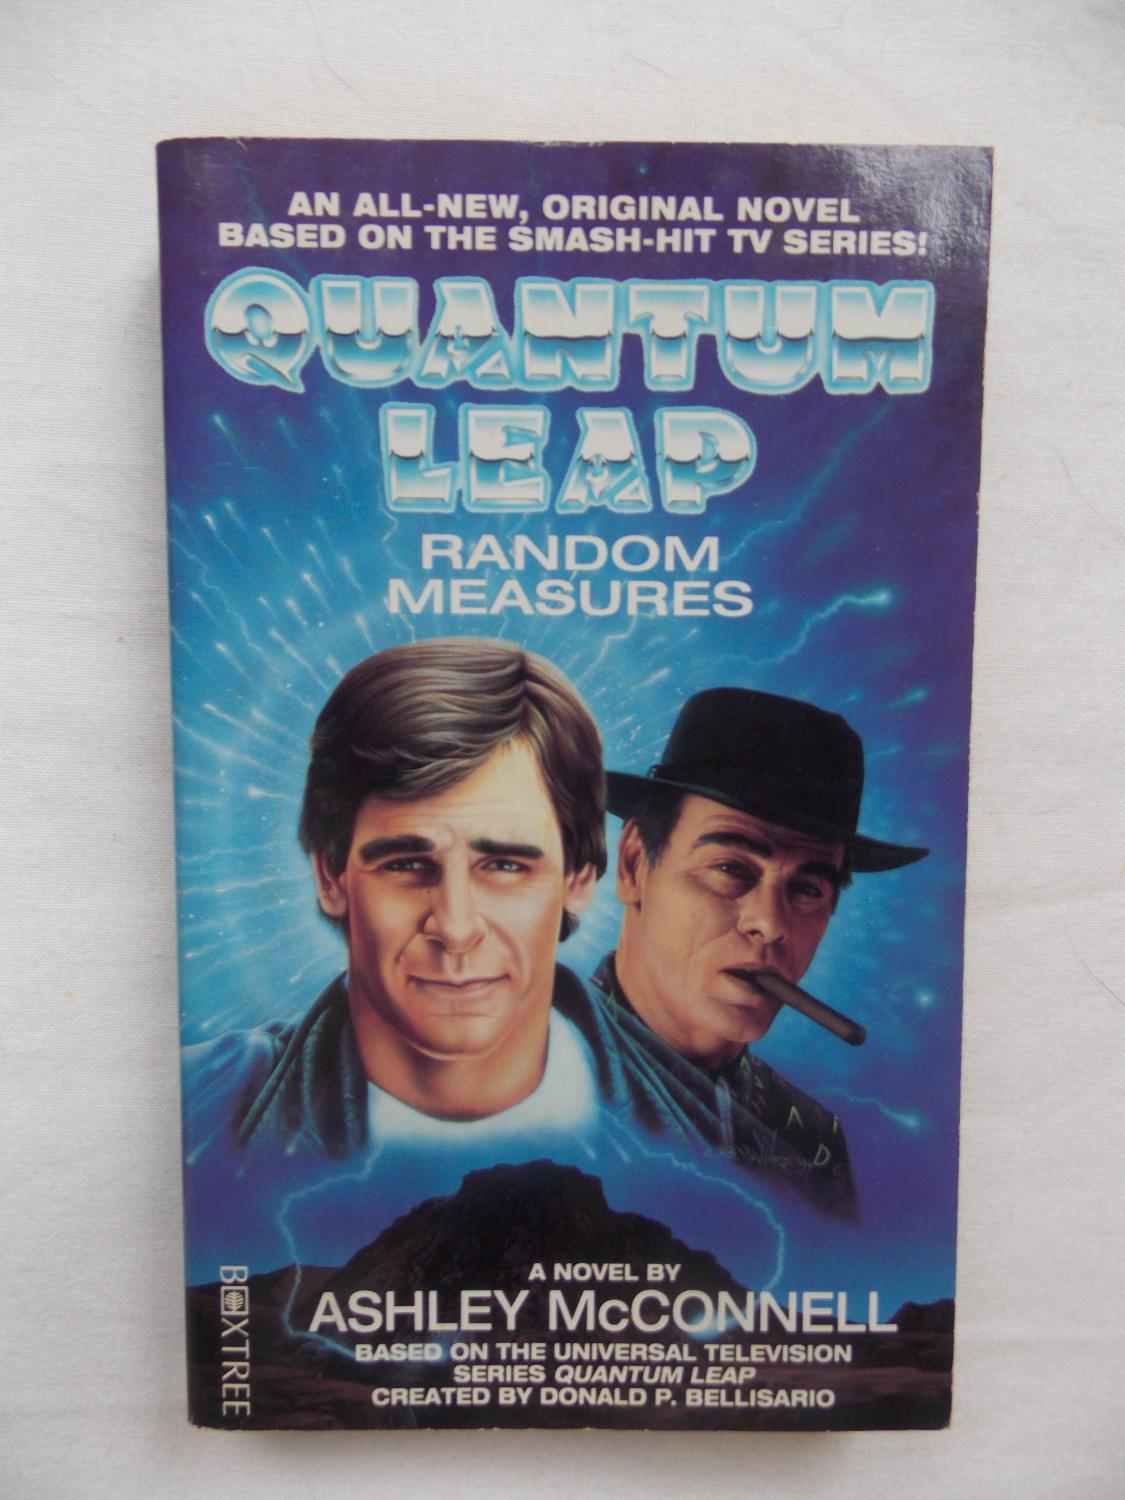 AN ALL-NEW, ORIGINAL NOVEL
BASED ON THE SMASH-HIT TV SERIES!
QUANTUM
LEAP
RANDOM
MEASURES
A NOVEL BY
ASHLEY McCONNELL
BASED ON THE UNIVERSAL TELEVISION
SERIES QUANTUM LEAP
CREATED BY DONALD P. BELLISARIO
BOXTREE